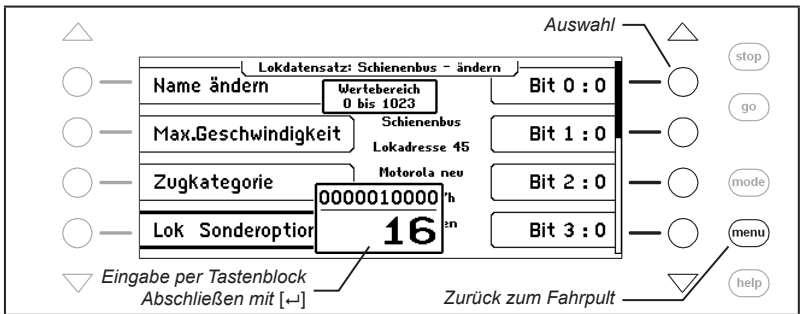 Auswahl
Lokdatensatz: Schienenbus - ändern
stop
Name ändern
Wertebereich
0 bis 1023
Bit 0 : 0
go
Max.Geschwindigkeit
Schienenbus
Lokadresse 45
Bit 1 : 0
Zugkategorie
Motorola neu
Bit 2 : 0
mode
0000010000
/h
Lok Sonderoption
16
en
Bit 3 : 0
menu
Eingabe per Tastenblock
Abschließen mit [↵]
Zurück zum Fahrpult
help